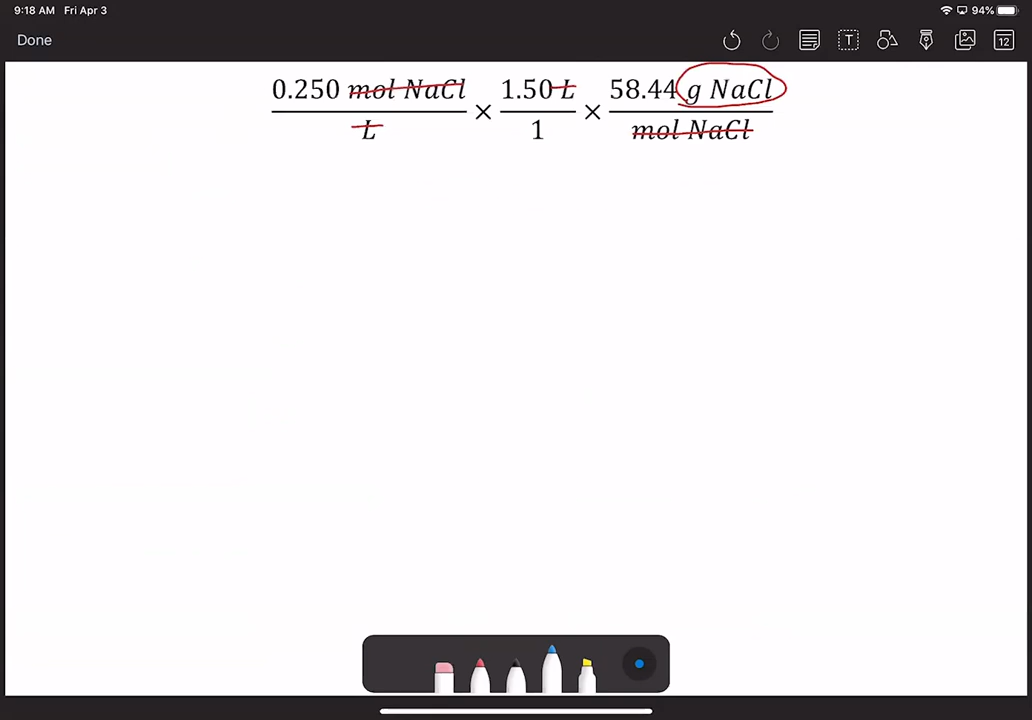 9:18 AM Fri Apr 3 94%
Done T 12
0.250 mol NaCl / L × 1.50 L / 1 × 58.44 g NaCl / mol NaCl